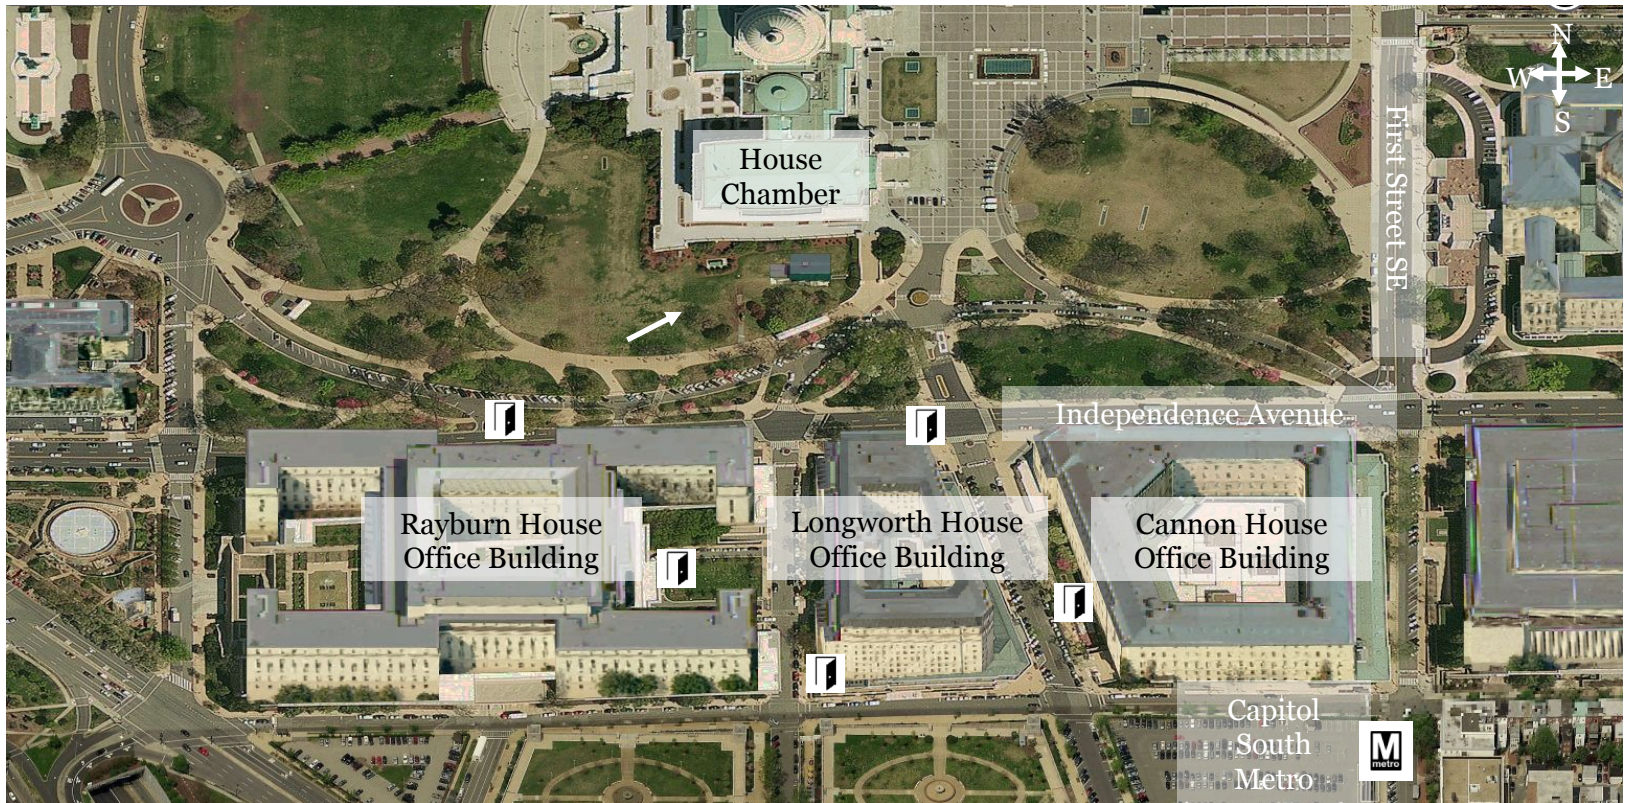 N
W E
S
House
Chamber
First Street SE
Independence Avenue
Rayburn House
Office Building
Longworth House
Office Building
Cannon House
Office Building
Capitol
South
Metro
M
metro